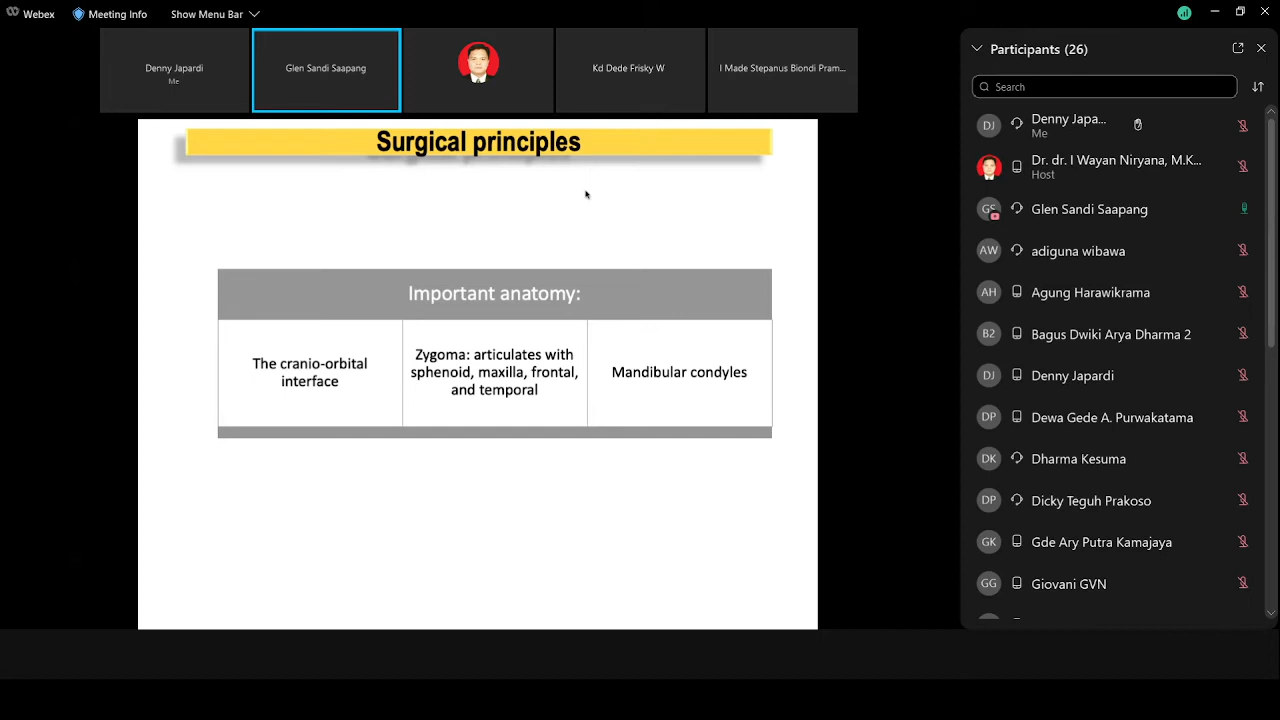 Webex
Meeting Info
Show Menu Bar
Denny Japardi
Me
Glen Sandi Saapang
Kd Dede Frisky W
I Made Stepanus Biondi Pram...
Surgical principles
Important anatomy:
The cranio-orbital
interface
Zygoma: articulates with
sphenoid, maxilla, frontal,
and temporal
Mandibular condyles
Participants (26)
Search
DJ
Denny Japa...
Me
Dr. dr. I Wayan Niryana, M.K...
Host
GS
Glen Sandi Saapang
AW
adiguna wibawa
AH
Agung Harawikrama
B2
Bagus Dwiki Arya Dharma 2
DJ
Denny Japardi
DP
Dewa Gede A. Purwakatama
DK
Dharma Kesuma
DP
Dicky Teguh Prakoso
GK
Gde Ary Putra Kamajaya
GG
Giovani GVN